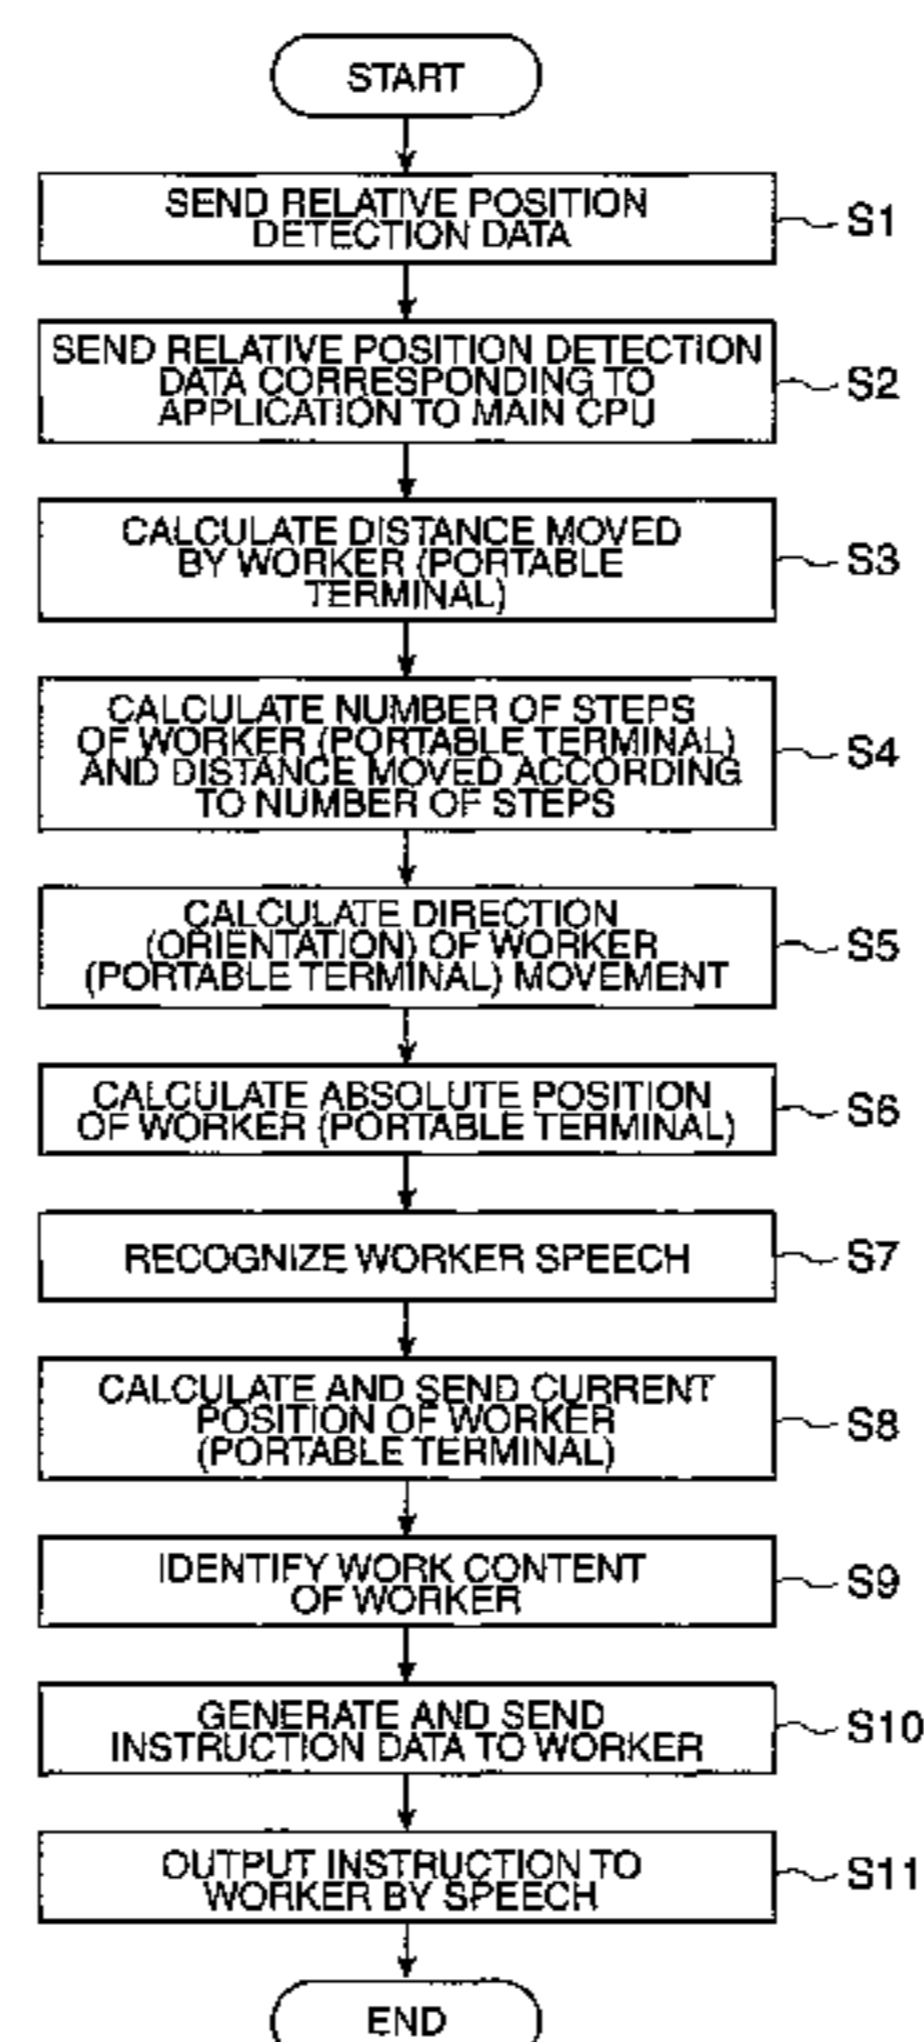 START
SEND RELATIVE POSITION
DETECTION DATA
S1
SEND RELATIVE POSITION DETECTION
DATA CORRESPONDING TO
APPLICATION TO MAIN CPU
S2
CALCULATE DISTANCE MOVED
BY WORKER (PORTABLE
TERMINAL)
S3
CALCULATE NUMBER OF STEPS
OF WORKER (PORTABLE TERMINAL)
AND DISTANCE MOVED ACCORDING
TO NUMBER OF STEPS
S4
CALCULATE DIRECTION
(ORIENTATION) OF WORKER
(PORTABLE TERMINAL) MOVEMENT
S5
CALCULATE ABSOLUTE POSITION
OF WORKER (PORTABLE TERMINAL)
S6
RECOGNIZE WORKER SPEECH
S7
CALCULATE AND SEND CURRENT
POSITION OF WORKER
(PORTABLE TERMINAL)
S8
IDENTIFY WORK CONTENT
OF WORKER
S9
GENERATE AND SEND
INSTRUCTION DATA TO WORKER
S10
OUTPUT INSTRUCTION TO
WORKER BY SPEECH
S11
END